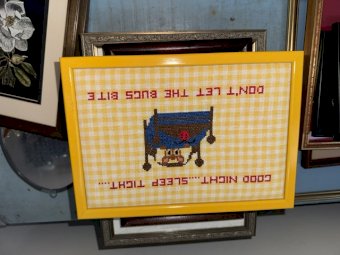 GOOD NIGHT....SLEEP TIGHT....
DON'T LET THE BUGS BITE